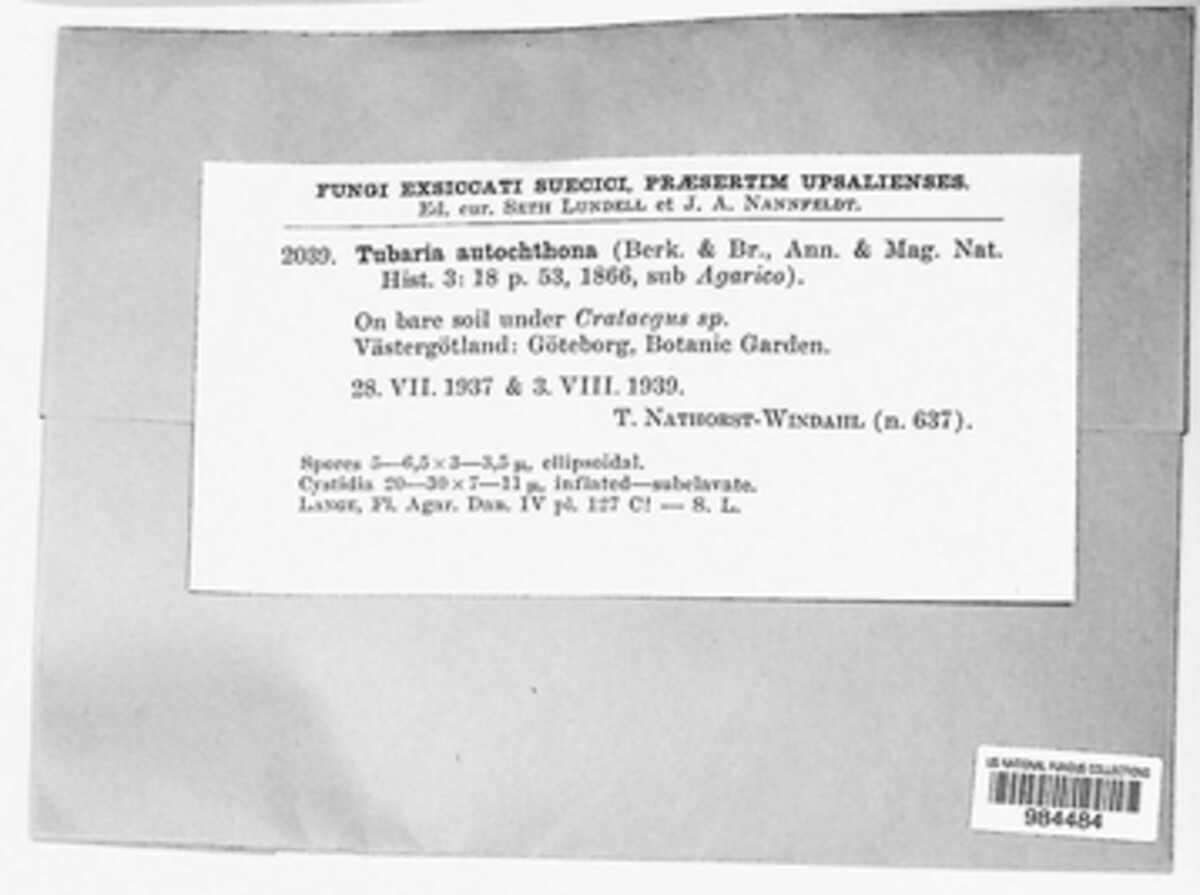 FUNGI EXSICCATI SUECICI, PRÆSERTIM UPSALIENSES.
Ed. cur. SETH LUNDELL et J. A. NANNFELDT.
2039. Tubaria autochthona (Berk. & Br., Ann. & Mag. Nat.
Hist. 3: 18 p. 53, 1866, sub Agarico).
On bare soil under Crataegus sp.
Västergötland: Göteborg, Botanic Garden.
28. VII. 1937 & 3. VIII. 1939.
T. NATHORST-WINDAHL (n. 637).
Spores 5—6,5 × 3—3,5 μ, ellipsoidal.
Cystidia 20—30 × 7—11 μ, inflated—subclavate.
LANGE, Fl. Agar. Dan. IV pl. 127 C! — S. L.
US NATIONAL FUNGUS COLLECTIONS
984484